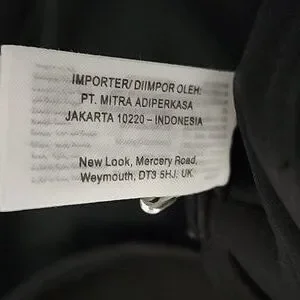 IMPORTER/ DIIMPOR OLEH:
PT. MITRA ADIPERKASA
JAKARTA 10220 – INDONESIA
New Look, Mercery Road,
Weymouth, DT3 5HJ. UK